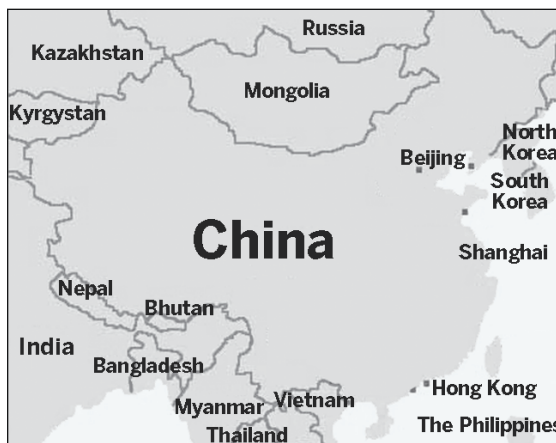 Russia
Kazakhstan
Mongolia
Kyrgystan
North
Korea
Beijing
South
Korea
China
Shanghai
Nepal
Bhutan
India
Bangladesh
Hong Kong
Myanmar
Vietnam
The Philippines
Thailand